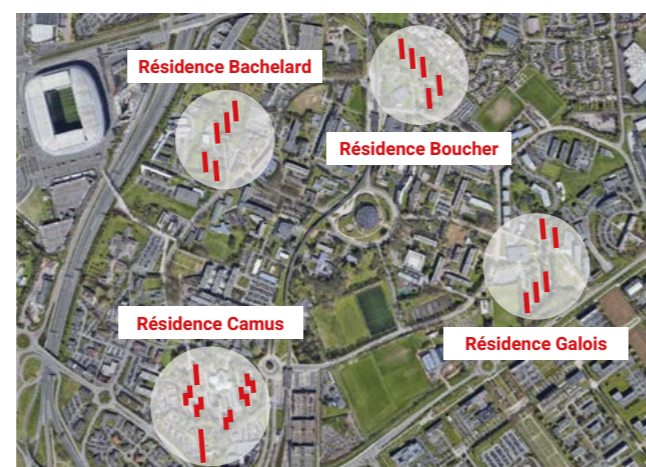 Résidence Bachelard
Résidence Boucher
Résidence Camus
Résidence Galois